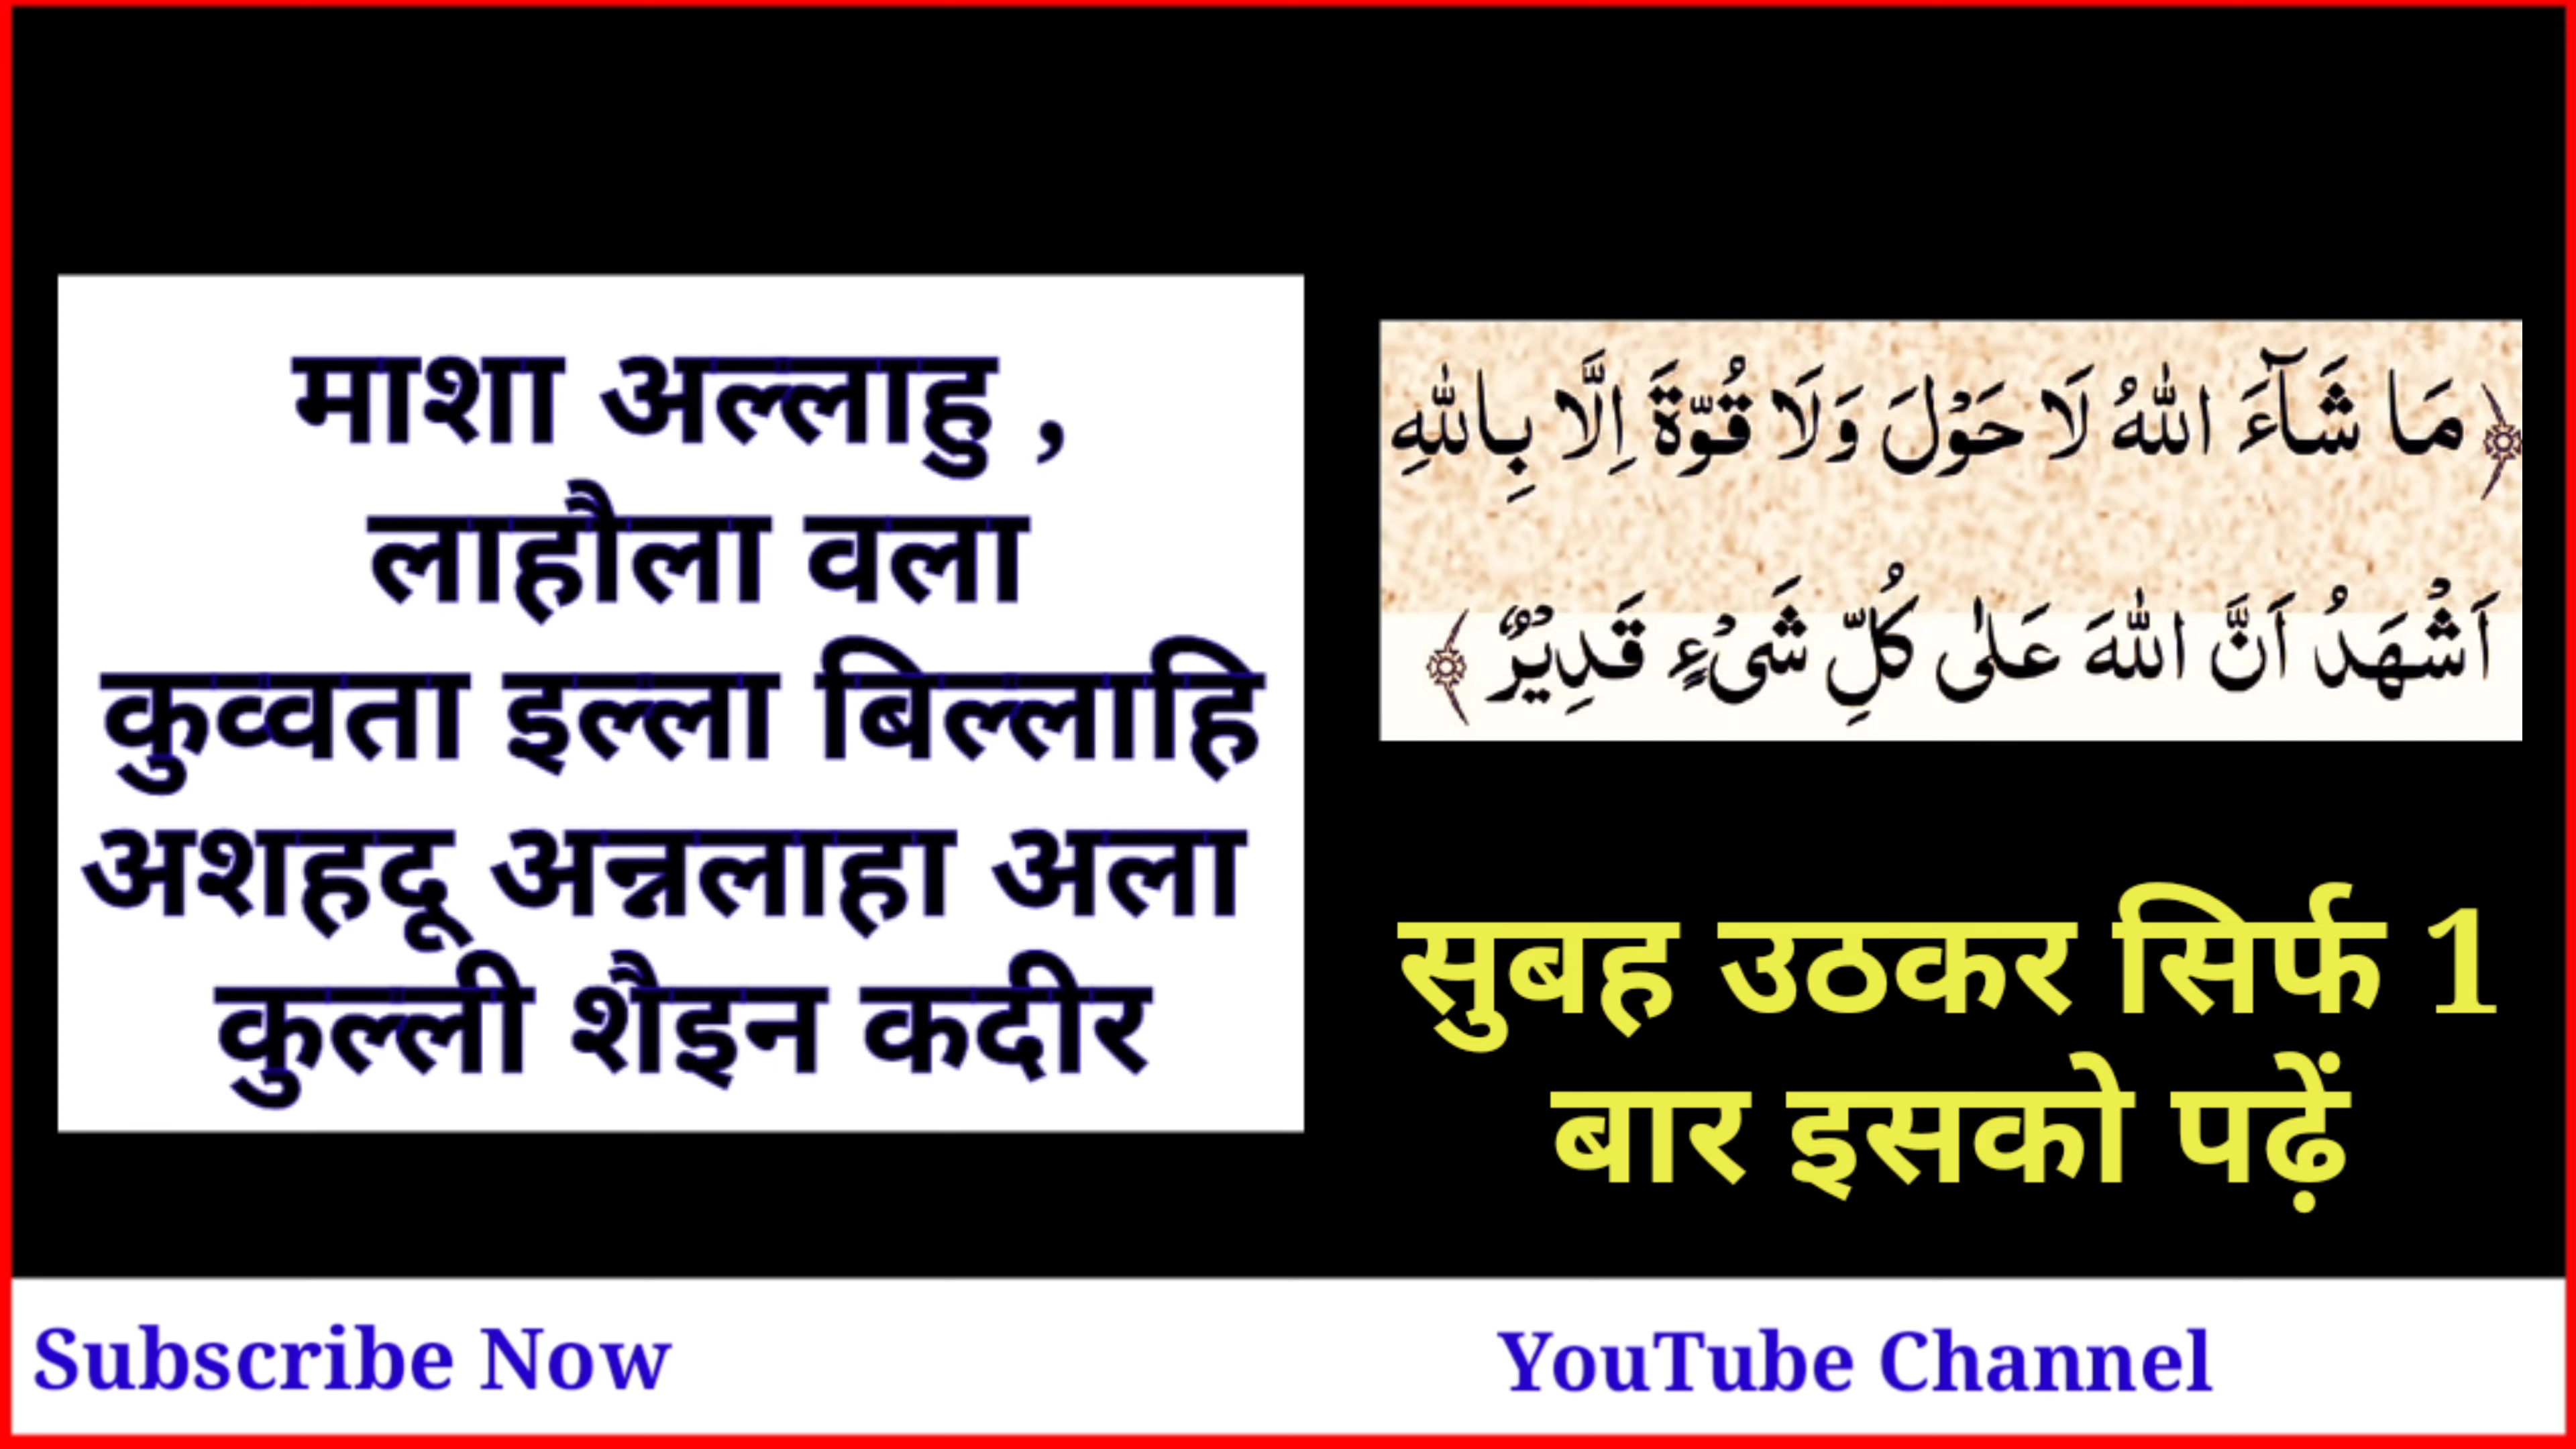 माशा अल्लाहु ,
लाहौला वला
कुव्वता इल्ला बिल्लाहि
अशहदू अन्नलाहा अला
कुल्ली शैइन कदीर
﴿مَا شَآءَ اللّٰهُ لَا حَوْلَ وَلَا قُوَّةَ اِلَّا بِاللّٰهِ
اَشْهَدُ اَنَّ اللّٰهَ عَلٰى كُلِّ شَیْءٍ قَدِیْرٌ﴾
सुबह उठकर सिर्फ 1
बार इसको पढ़ें
Subscribe Now
YouTube Channel